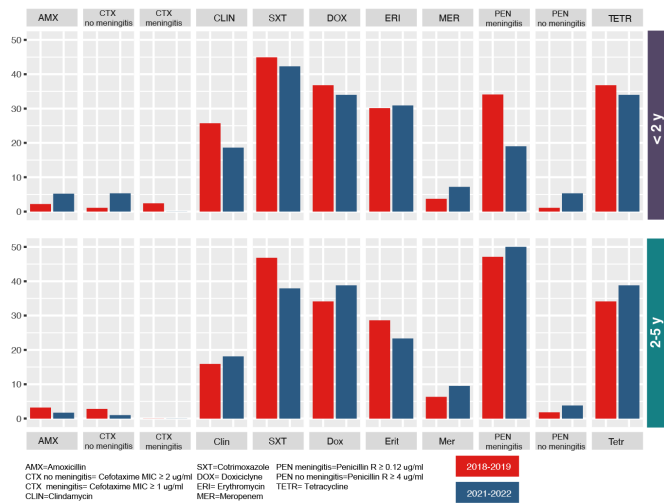 AMX CTX no meningitis CTX meningitis CLIN SXT DOX ERI MER PEN meningitis PEN no meningitis TETR
50
40
30
20
10
0
< 2 y
50
40
30
20
10
0
2-5 y
AMX CTX no meningitis CTX meningitis Clin SXT Dox Erit Mer PEN meningitis PEN no meningitis Tetr
AMX=Amoxicillin SXT=Cotrimoxazole PEN meningitis=Penicillin R ≥ 0.12 ug/ml
CTX no meningitis= Cefotaxime MIC ≥ 2 ug/ml DOX= Doxiciclyne PEN no meningitis=Penicillin R ≥ 4 ug/ml
CTX meningitis= Cefotaxime MIC ≥ 1 ug/ml ERI= Erythromycin TETR= Tetracycline
CLIN=Clindamycin MER=Meropenem
2018-2019
2021-2022